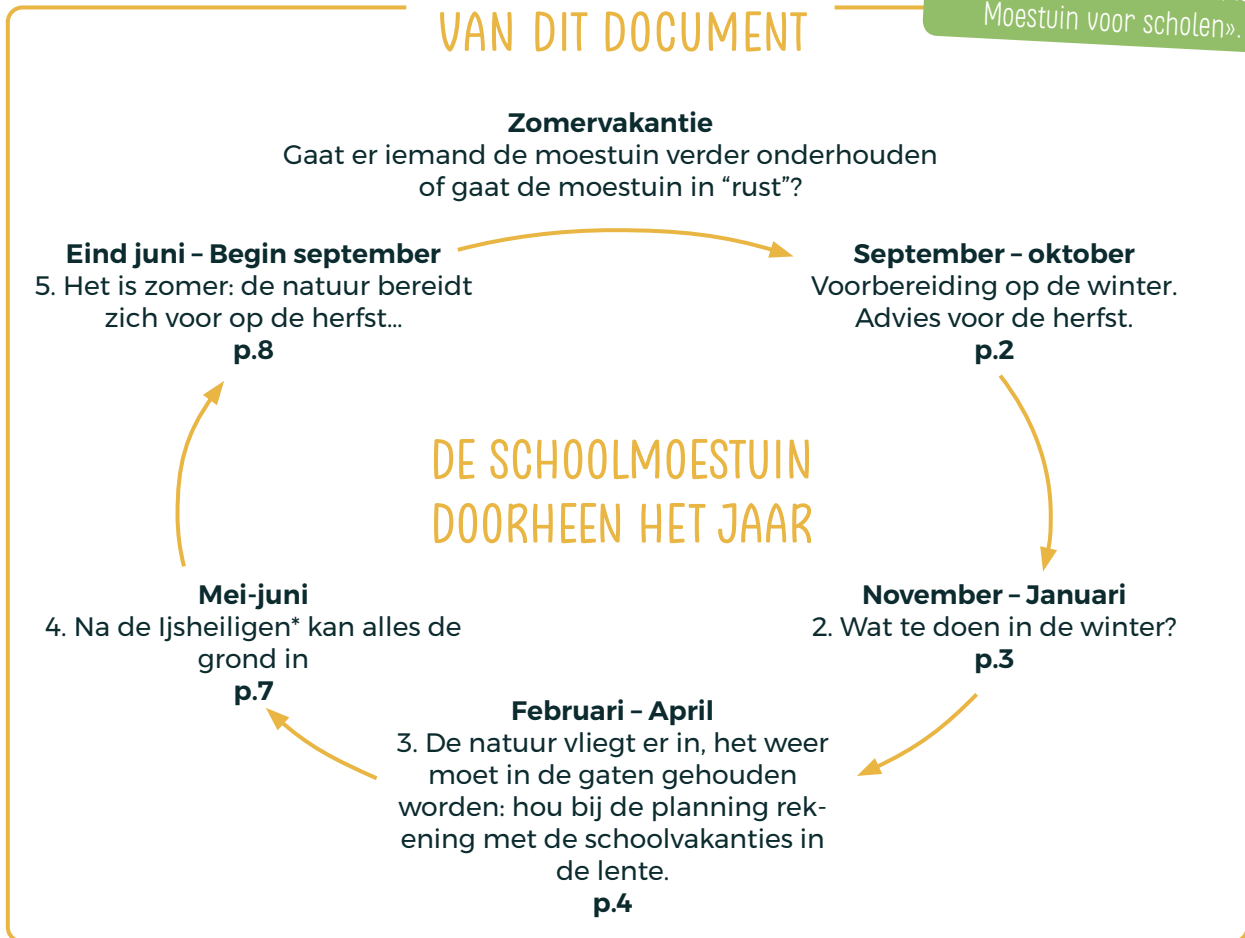 VAN DIT DOCUMENT
Moestuin voor scholen».
Zomervakantie
Gaat er iemand de moestuin verder onderhouden
of gaat de moestuin in “rust”?
Eind juni – Begin september
5. Het is zomer: de natuur bereidt
zich voor op de herfst...
p.8
September – oktober
Voorbereiding op de winter.
Advies voor de herfst.
p.2
DE SCHOOLMOESTUIN
DOORHEEN HET JAAR
Mei-juni
4. Na de Ijsheiligen* kan alles de
grond in
p.7
November – Januari
2. Wat te doen in de winter?
p.3
Februari – April
3. De natuur vliegt er in, het weer
moet in de gaten gehouden
worden: hou bij de planning rek-
ening met de schoolvakanties in
de lente.
p.4